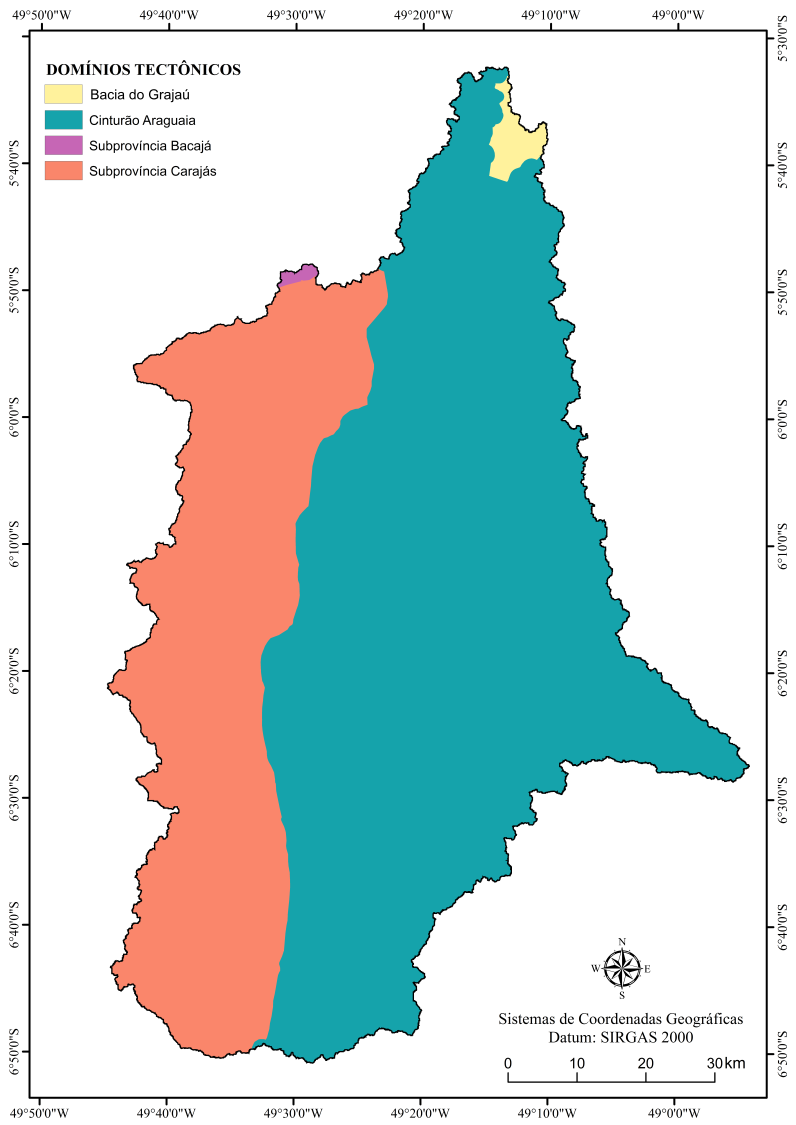 49°50'0"W 49°40'0"W 49°30'0"W 49°20'0"W 49°10'0"W 49°0'0"W
DOMÍNIOS TECTÔNICOS
Bacia do Grajaú
Cinturão Araguaia
Subprovíncia Bacajá
Subprovíncia Carajás
5°40'0"S
5°50'0"S
6°0'0"S
6°10'0"S
6°20'0"S
6°30'0"S
6°40'0"S
6°50'0"S
5°30'0"S
5°40'0"S
5°50'0"S
6°0'0"S
6°10'0"S
6°20'0"S
6°30'0"S
6°40'0"S
6°50'0"S
N
W E
S
Sistemas de Coordenadas Geográficas
Datum: SIRGAS 2000
0 10 20 30 km
49°50'0"W 49°40'0"W 49°30'0"W 49°20'0"W 49°10'0"W 49°0'0"W